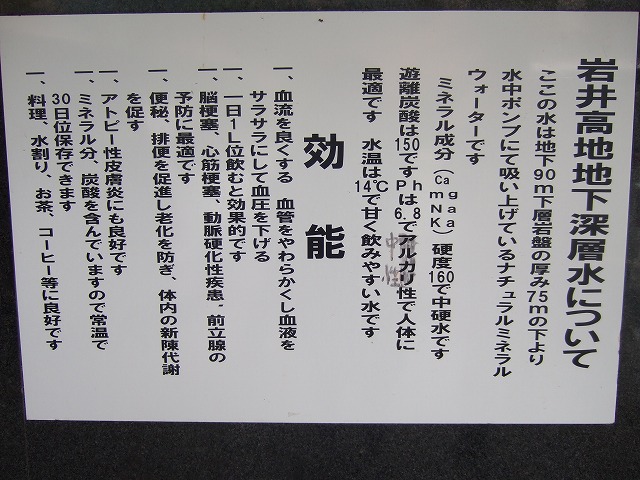 岩井高地地下深層水について
ここの水は地下90m下層岩盤の厚み75mの下より
水中ポンプにて吸い上げているナチュラルミネラル
ウォーターです
ミネラル成分(Ca mg Na K a)硬度160で中硬水です
遊離炭酸は150ですPhは6.8でアルカリ性で人体に
中性
最適です 水温は14℃で甘く飲みやすい水です
効能
一、血流を良くする 血管をやわらかくし血液を
サラサラにして血圧を下げる
一、一日1L位飲むと効果的です
一、脳梗塞、心筋梗塞、動脈硬化性疾患。前立腺の
予防に最適です
一、便秘、排便を促進し老化を防ぎ、体内の新陳代謝
を促す
一、アトピー性皮膚炎にも良好です
一、ミネラル分、炭酸を含んでいますので常温で
30日位保存できます
一、料理、水割り、お茶、コーヒー等に良好です